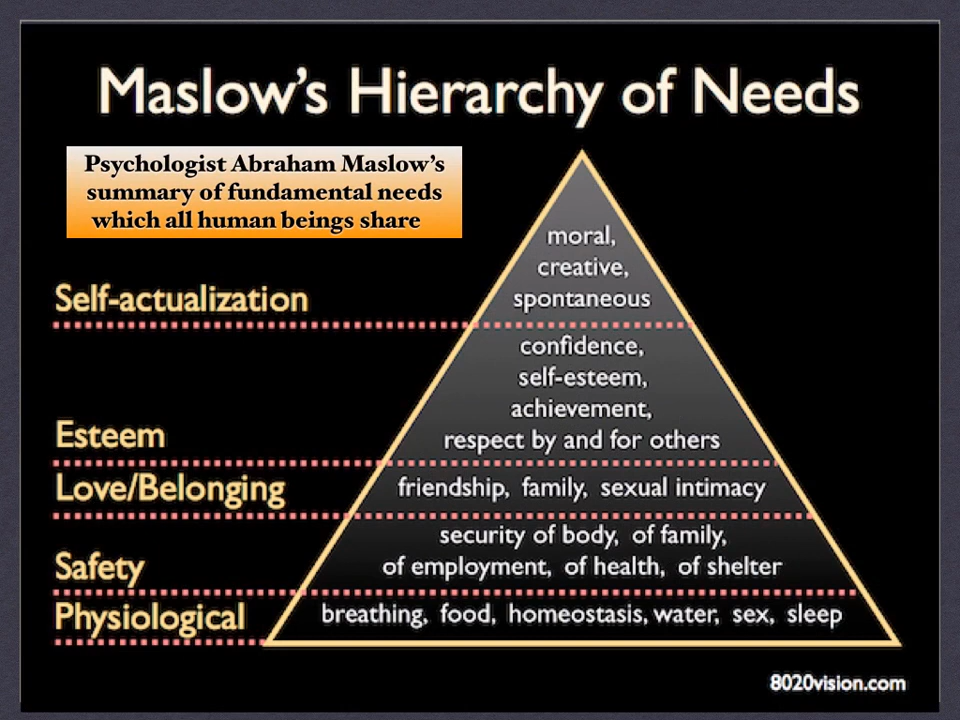 Maslow's Hierarchy of Needs
Psychologist Abraham Maslow's
summary of fundamental needs
which all human beings share
moral,
creative,
spontaneous
Self-actualization
confidence,
self-esteem,
achievement,
respect by and for others
Esteem
Love/Belonging
friendship, family, sexual intimacy
security of body, of family,
of employment, of health, of shelter
Safety
Physiological
breathing, food, homeostasis, water, sex, sleep
8020vision.com